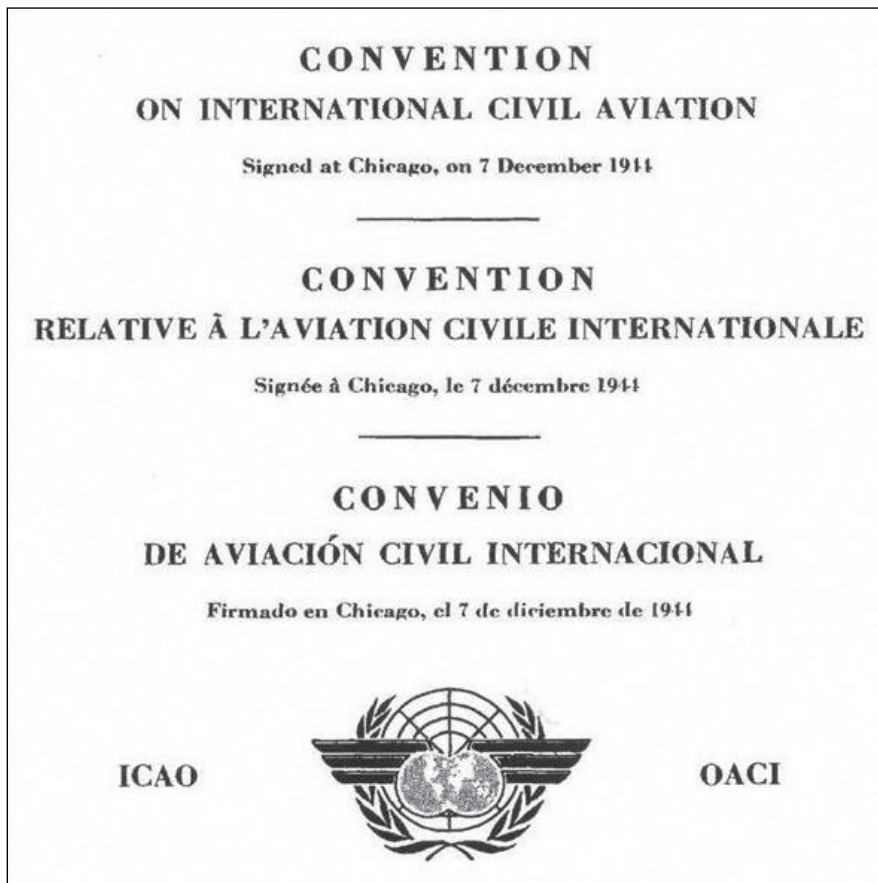 CONVENTION
ON INTERNATIONAL CIVIL AVIATION
Signed at Chicago, on 7 December 1944
CONVENTION
RELATIVE À L'AVIATION CIVILE INTERNATIONALE
Signée à Chicago, le 7 décembre 1944
CONVENIO
DE AVIACIÓN CIVIL INTERNACIONAL
Firmado en Chicago, el 7 de diciembre de 1944
ICAO OACI